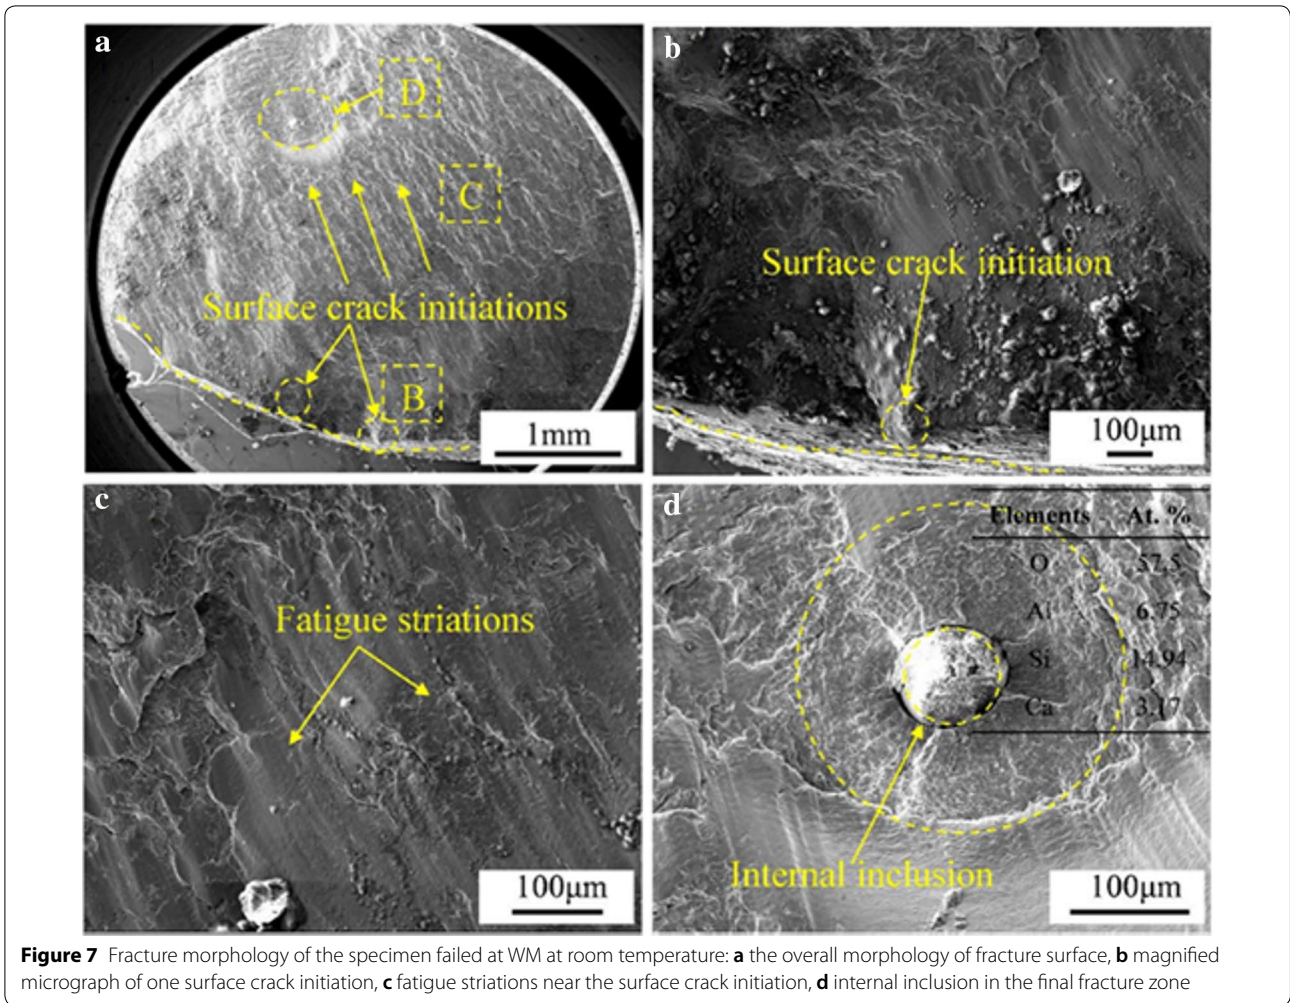 a
D
C
Surface crack initiations
B
1mm
b
Surface crack initiation
100μm
c
Fatigue striations
100μm
d
Elements At. %
O 57.5
Al 6.75
Si 14.94
Ca 3.17
Internal inclusion
100μm
Figure 7 Fracture morphology of the specimen failed at WM at room temperature: a the overall morphology of fracture surface, b magnified
micrograph of one surface crack initiation, c fatigue striations near the surface crack initiation, d internal inclusion in the final fracture zone